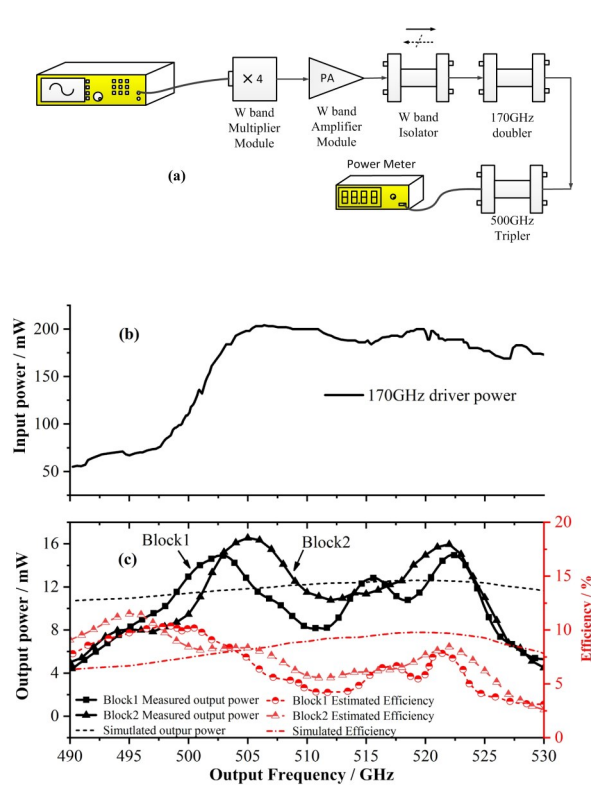 × 4
PA
W band
Multiplier
Module
W band
Amplifier
Module
W band
Isolator
170GHz
doubler
(a)
Power Meter
88.88
500GHz
Tripler
(b)
Input power / mW
200
150
100
50
170GHz driver power
(c)
Block1
Block2
Output power / mW
16
12
8
4
0
20
15
10
5
0
Efficiency / %
Block1 Measured output power
Block2 Measured output power
Simutlated outpur power
Block1 Estimated Efficiency
Block2 Estimated Efficiency
Simulated Efficiency
490 495 500 505 510 515 520 525 530
Output Frequency / GHz